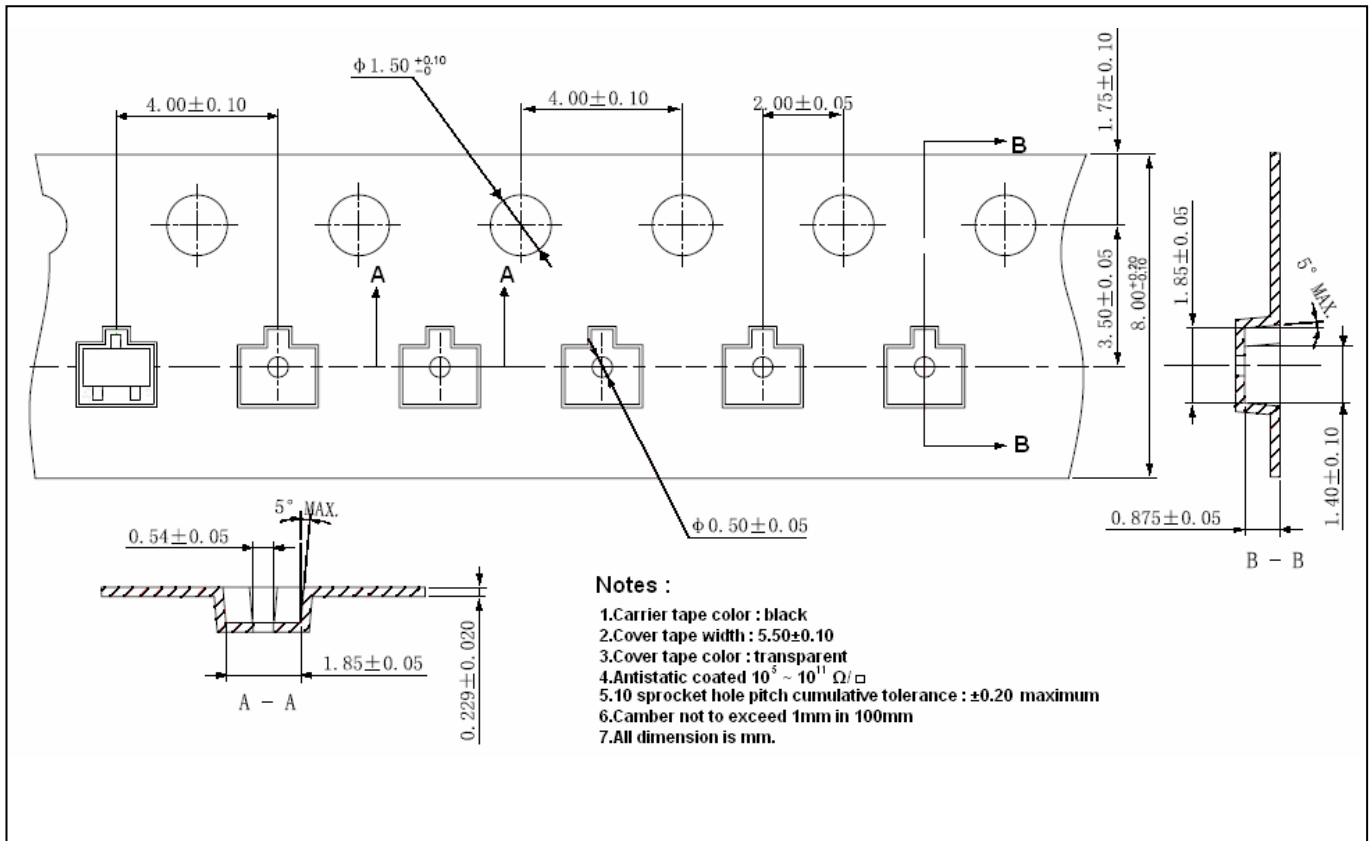 φ1.50 +0.10 -0
4.00±0.10
4.00±0.10
2.00±0.05
1.75±0.10
B
A
A
3.50±0.05
8.00 +0.20 -0.10
1.85±0.05
5° MAX.
B
φ0.50±0.05
0.875±0.05
1.40±0.10
B - B
5° MAX.
0.54±0.05
1.85±0.05
0.229±0.020
A - A
Notes :
1.Carrier tape color : black
2.Cover tape width : 5.50±0.10
3.Cover tape color : transparent
4.Antistatic coated 10⁵ ~ 10¹¹ Ω/□
5.10 sprocket hole pitch cumulative tolerance : ±0.20 maximum
6.Camber not to exceed 1mm in 100mm
7.All dimension is mm.